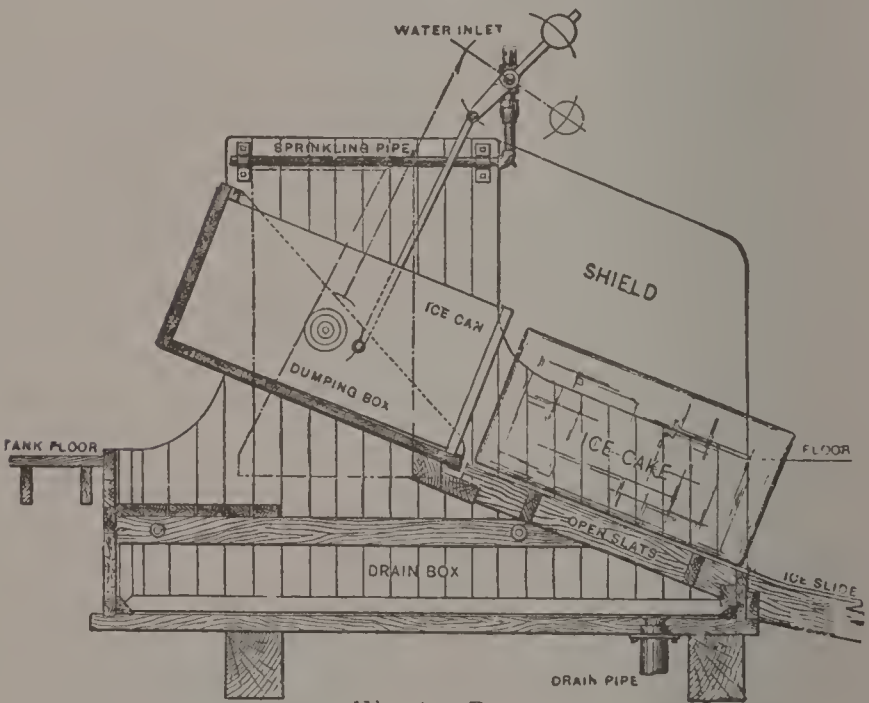 WATER INLET
SPRINKLING PIPE
SHIELD
ICE CAN
DUMPING BOX
TANK FLOOR
ICE-CAKE
FLOOR
OPEN SLATS
DRAIN BOX
ICE SLIDE
DRAIN PIPE